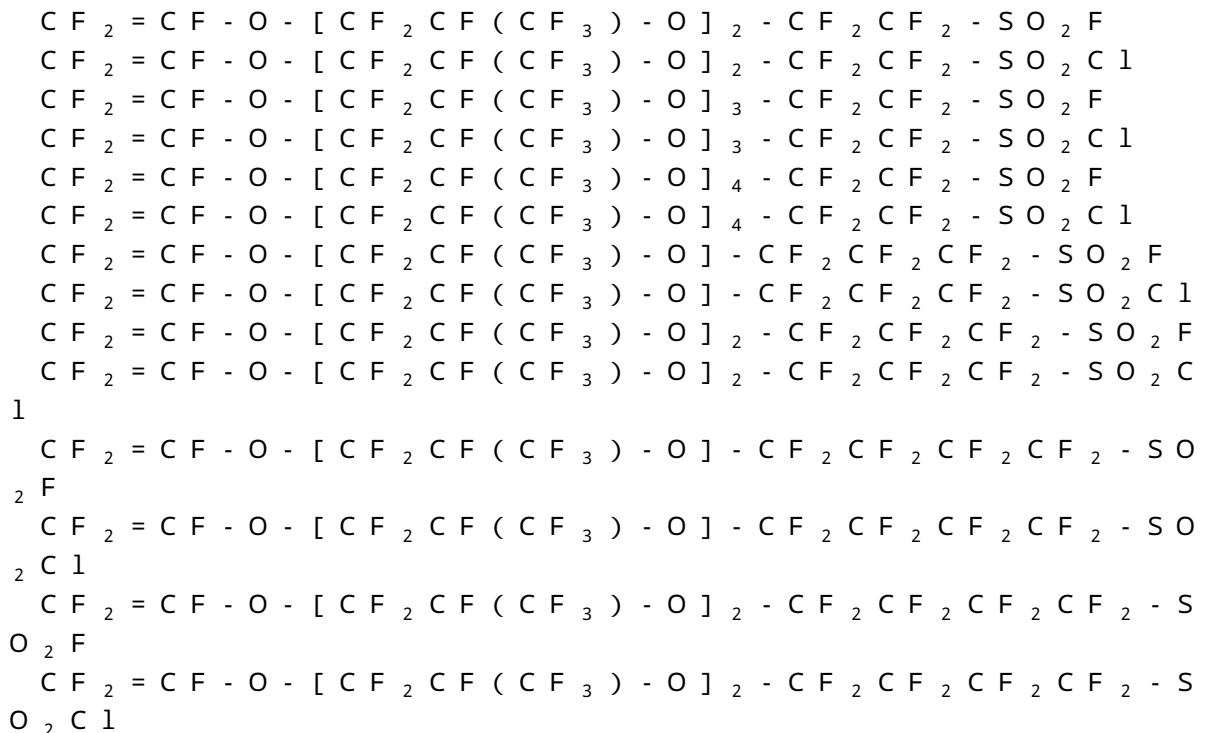 CF₂=CF-O-[CF₂CF(CF₃)-O]₂-CF₂CF₂-SO₂F
CF₂=CF-O-[CF₂CF(CF₃)-O]₂-CF₂CF₂-SO₂Cl
CF₂=CF-O-[CF₂CF(CF₃)-O]₃-CF₂CF₂-SO₂F
CF₂=CF-O-[CF₂CF(CF₃)-O]₃-CF₂CF₂-SO₂Cl
CF₂=CF-O-[CF₂CF(CF₃)-O]₄-CF₂CF₂-SO₂F
CF₂=CF-O-[CF₂CF(CF₃)-O]₄-CF₂CF₂-SO₂Cl
CF₂=CF-O-[CF₂CF(CF₃)-O]-CF₂CF₂CF₂-SO₂F
CF₂=CF-O-[CF₂CF(CF₃)-O]-CF₂CF₂CF₂-SO₂Cl
CF₂=CF-O-[CF₂CF(CF₃)-O]₂-CF₂CF₂CF₂-SO₂F
CF₂=CF-O-[CF₂CF(CF₃)-O]₂-CF₂CF₂CF₂-SO₂C
l
CF₂=CF-O-[CF₂CF(CF₃)-O]-CF₂CF₂CF₂CF₂-SO
₂F
CF₂=CF-O-[CF₂CF(CF₃)-O]-CF₂CF₂CF₂CF₂-SO
₂Cl
CF₂=CF-O-[CF₂CF(CF₃)-O]₂-CF₂CF₂CF₂CF₂-S
O₂F
CF₂=CF-O-[CF₂CF(CF₃)-O]₂-CF₂CF₂CF₂CF₂-S
O₂Cl